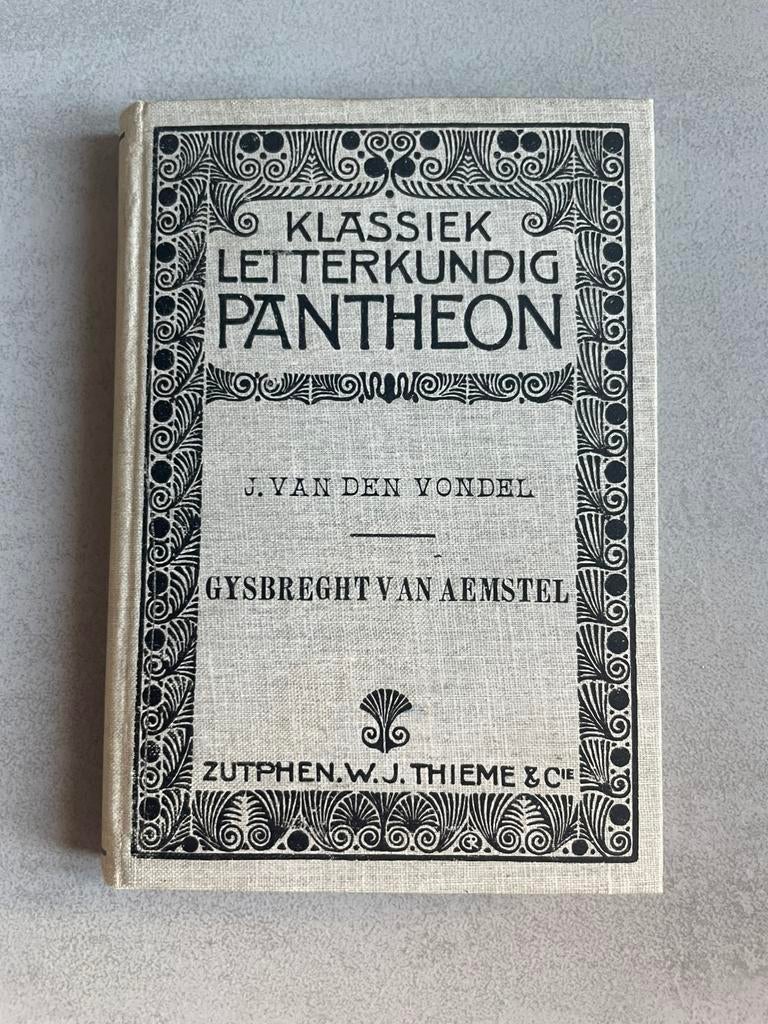 KLASSIEK
LETTERKUNDIG
PANTHEON
J. VAN DEN VONDEL
GYSBREGHT VAN AEMSTEL
ZUTPHEN. W. J. THIEME & CIE